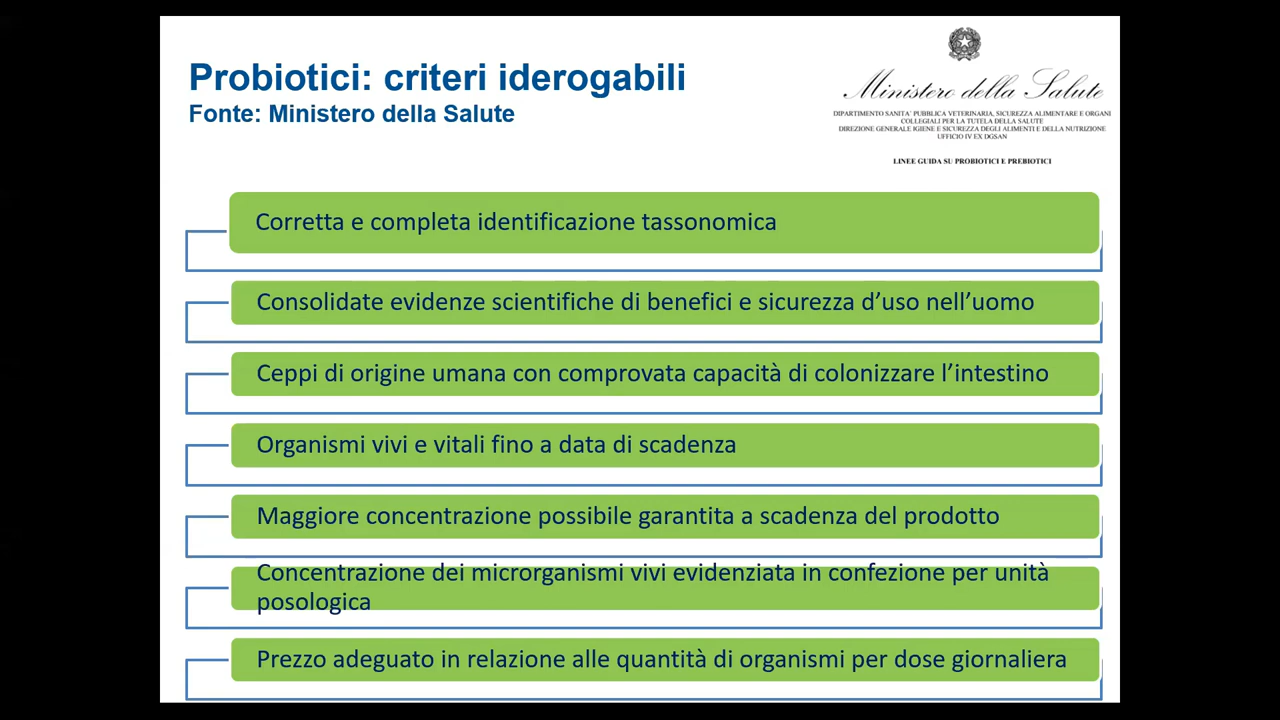 Probiotici: criteri iderogabili
Fonte: Ministero della Salute
Ministero della Salute
DIPARTIMENTO SANITA' PUBBLICA VETERINARIA, SICUREZZA ALIMENTARE E ORGANI
COLLEGIALI PER LA TUTELA DELLA SALUTE
DIREZIONE GENERALE IGIENE E SICUREZZA DEGLI ALIMENTI E DELLA NUTRIZIONE
UFFICIO IV EX DGSAN
LINEE GUIDA SU PROBIOTICI E PREBIOTICI
Corretta e completa identificazione tassonomica
Consolidate evidenze scientifiche di benefici e sicurezza d’uso nell’uomo
Ceppi di origine umana con comprovata capacità di colonizzare l’intestino
Organismi vivi e vitali fino a data di scadenza
Maggiore concentrazione possibile garantita a scadenza del prodotto
Concentrazione dei microrganismi vivi evidenziata in confezione per unità
posologica
Prezzo adeguato in relazione alle quantità di organismi per dose giornaliera